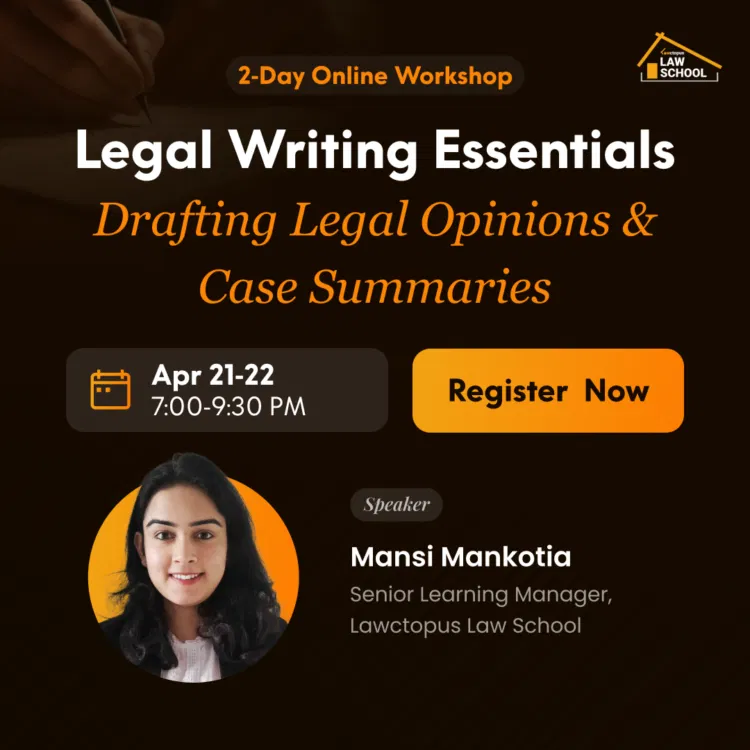 2-Day Online Workshop
Lawctopus
LAW
SCHOOL
Legal Writing Essentials
Drafting Legal Opinions &
Case Summaries
Apr 21-22
7:00-9:30 PM
Register Now
Speaker
Mansi Mankotia
Senior Learning Manager,
Lawctopus Law School